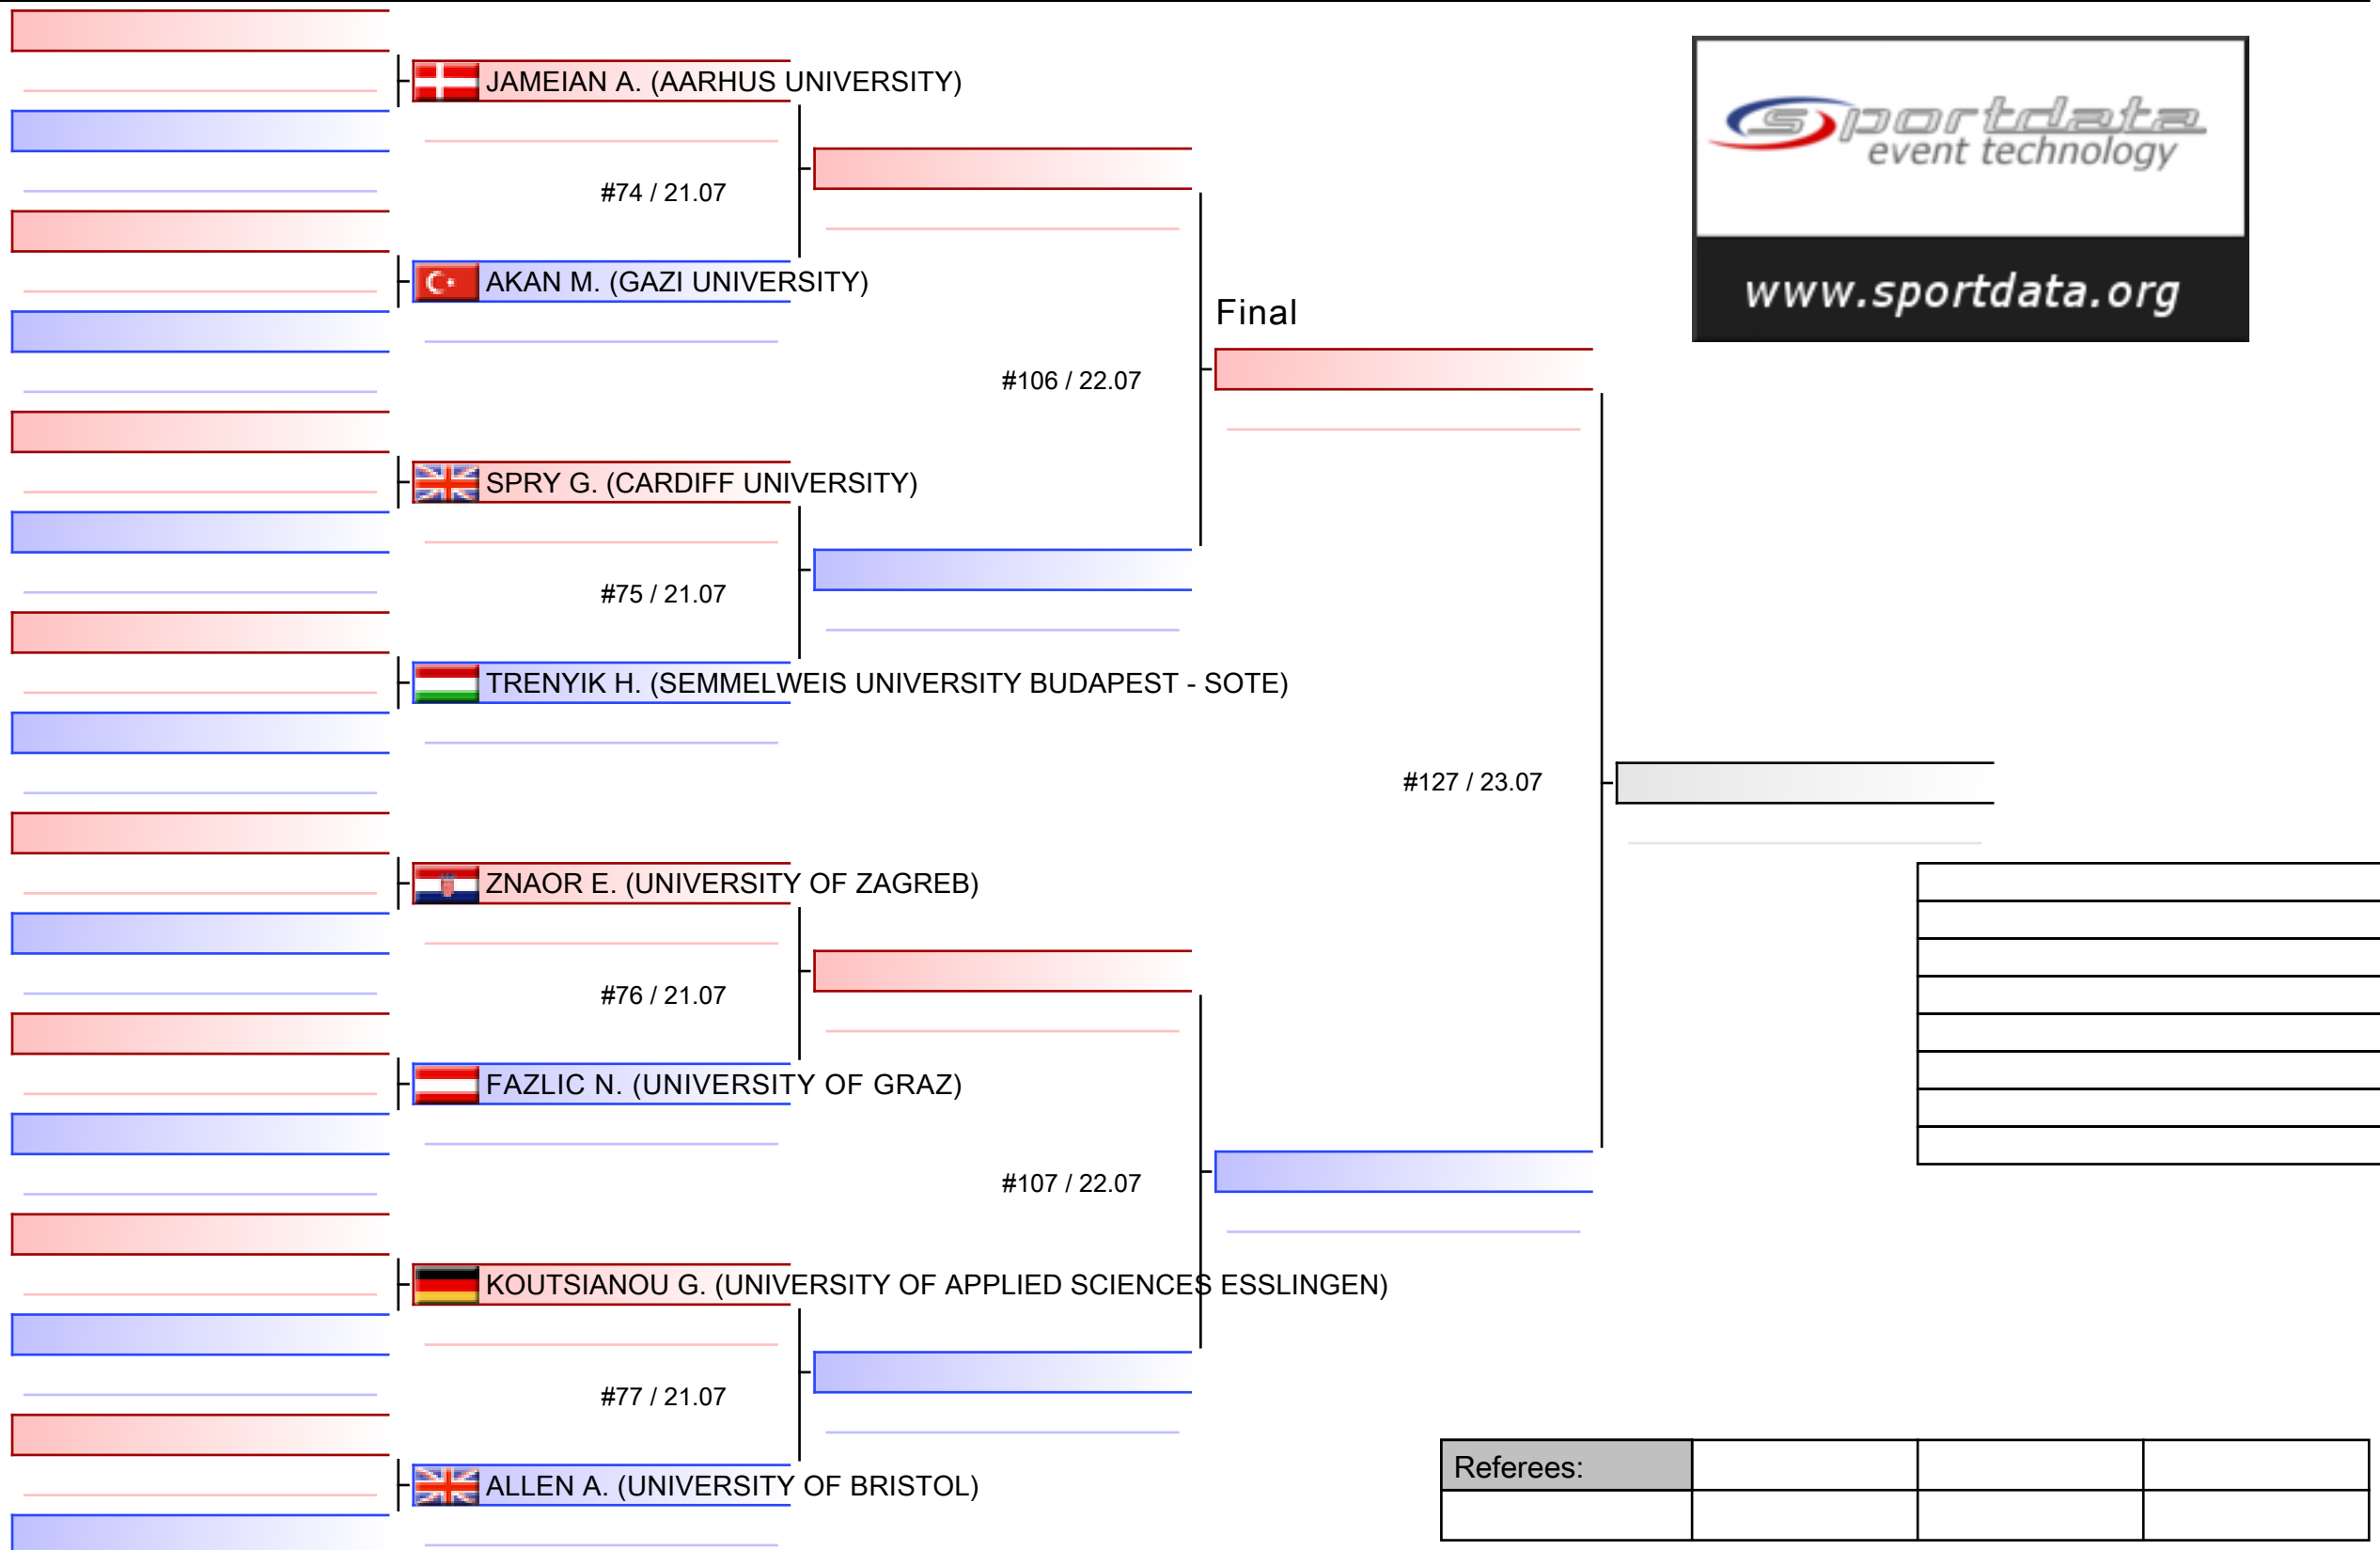 JAMEIAN A. (AARHUS UNIVERSITY)
sportdata
event technology
#74 / 21.07
AKAN M. (GAZI UNIVERSITY)
www.sportdata.org
Final
#106 / 22.07
SPRY G. (CARDIFF UNIVERSITY)
#75 / 21.07
TRENYIK H. (SEMMELWEIS UNIVERSITY BUDAPEST - SOTE)
#127 / 23.07
ZNAOR E. (UNIVERSITY OF ZAGREB)
#76 / 21.07
FAZLIC N. (UNIVERSITY OF GRAZ)
#107 / 22.07
KOUTSIANOU G. (UNIVERSITY OF APPLIED SCIENCES ESSLINGEN)
#77 / 21.07
Referees:
ALLEN A. (UNIVERSITY OF BRISTOL)